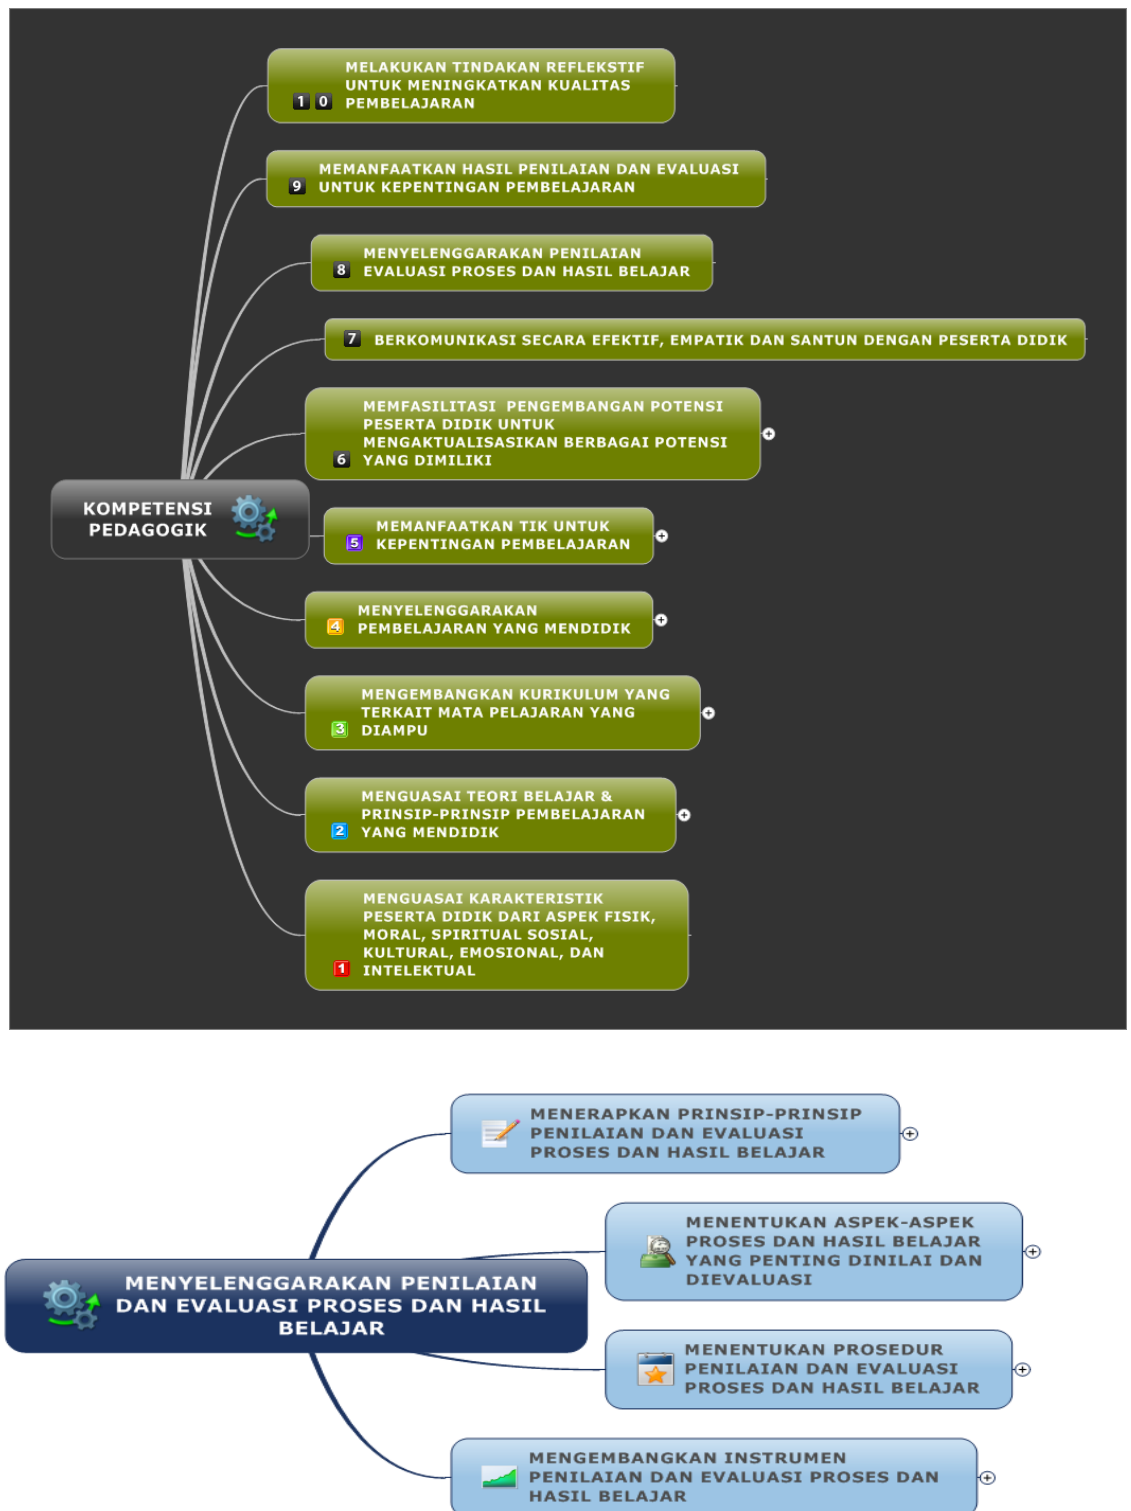 MELAKUKAN TINDAKAN REFLEKSTIF
UNTUK MENINGKATKAN KUALITAS
1 0 PEMBELAJARAN
MEMANFAATKAN HASIL PENILAIAN DAN EVALUASI
9 UNTUK KEPENTINGAN PEMBELAJARAN
MENYELENGGARAKAN PENILAIAN
8 EVALUASI PROSES DAN HASIL BELAJAR
7 BERKOMUNIKASI SECARA EFEKTIF, EMPATIK DAN SANTUN DENGAN PESERTA DIDIK
MEMFASILITASI PENGEMBANGAN POTENSI
PESERTA DIDIK UNTUK
MENGAKTUALISASIKAN BERBAGAI POTENSI
6 YANG DIMILIKI
KOMPETENSI
PEDAGOGIK
MEMANFAATKAN TIK UNTUK
5 KEPENTINGAN PEMBELAJARAN
MENYELENGGARAKAN
4 PEMBELAJARAN YANG MENDIDIK
MENGEMBANGKAN KURIKULUM YANG
TERKAIT MATA PELAJARAN YANG
3 DIAMPU
MENGUASAI TEORI BELAJAR &
PRINSIP-PRINSIP PEMBELAJARAN
2 YANG MENDIDIK
MENGUASAI KARAKTERISTIK
PESERTA DIDIK DARI ASPEK FISIK,
MORAL, SPIRITUAL SOSIAL,
KULTURAL, EMOSIONAL, DAN
1 INTELEKTUAL
MENERAPKAN PRINSIP-PRINSIP
PENILAIAN DAN EVALUASI
PROSES DAN HASIL BELAJAR
MENENTUKAN ASPEK-ASPEK
PROSES DAN HASIL BELAJAR
YANG PENTING DINILAI DAN
DIEVALUASI
MENYELENGGARAKAN PENILAIAN
DAN EVALUASI PROSES DAN HASIL
BELAJAR
MENENTUKAN PROSEDUR
PENILAIAN DAN EVALUASI
PROSES DAN HASIL BELAJAR
MENGEMBANGKAN INSTRUMEN
PENILAIAN DAN EVALUASI PROSES DAN
HASIL BELAJAR